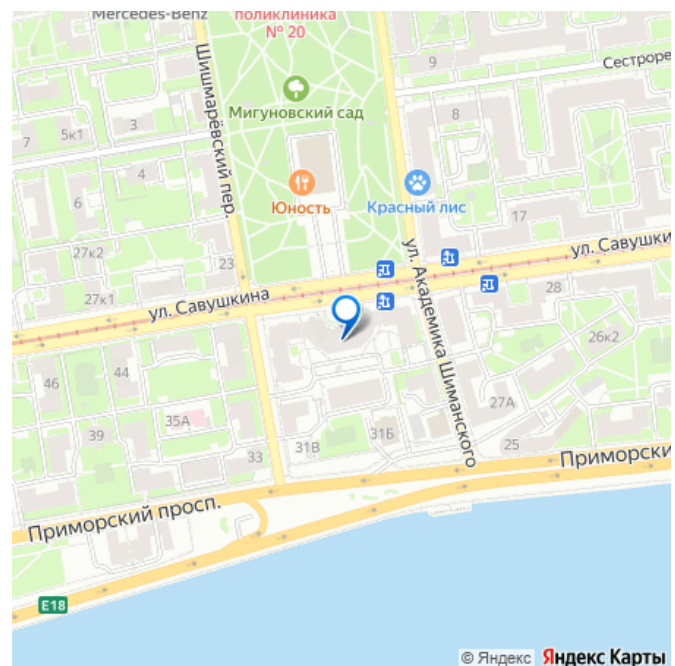 Mercedes-Benz
поликлиника
№ 20
9
Сестроре
Шишмарёвский пер.
Мигуновский сад
8
7
5к1
3
4
6
Юность
Красный лис
17
27к2
23
ул. Савушкина
ул. Савушкин
27к1
ул. Академика Шиманского
28
26к2
46
44
35А
27А
39
31В
31Б
25
33
Приморски
Приморский просп.
E18
© Яндекс Яндекс Карты